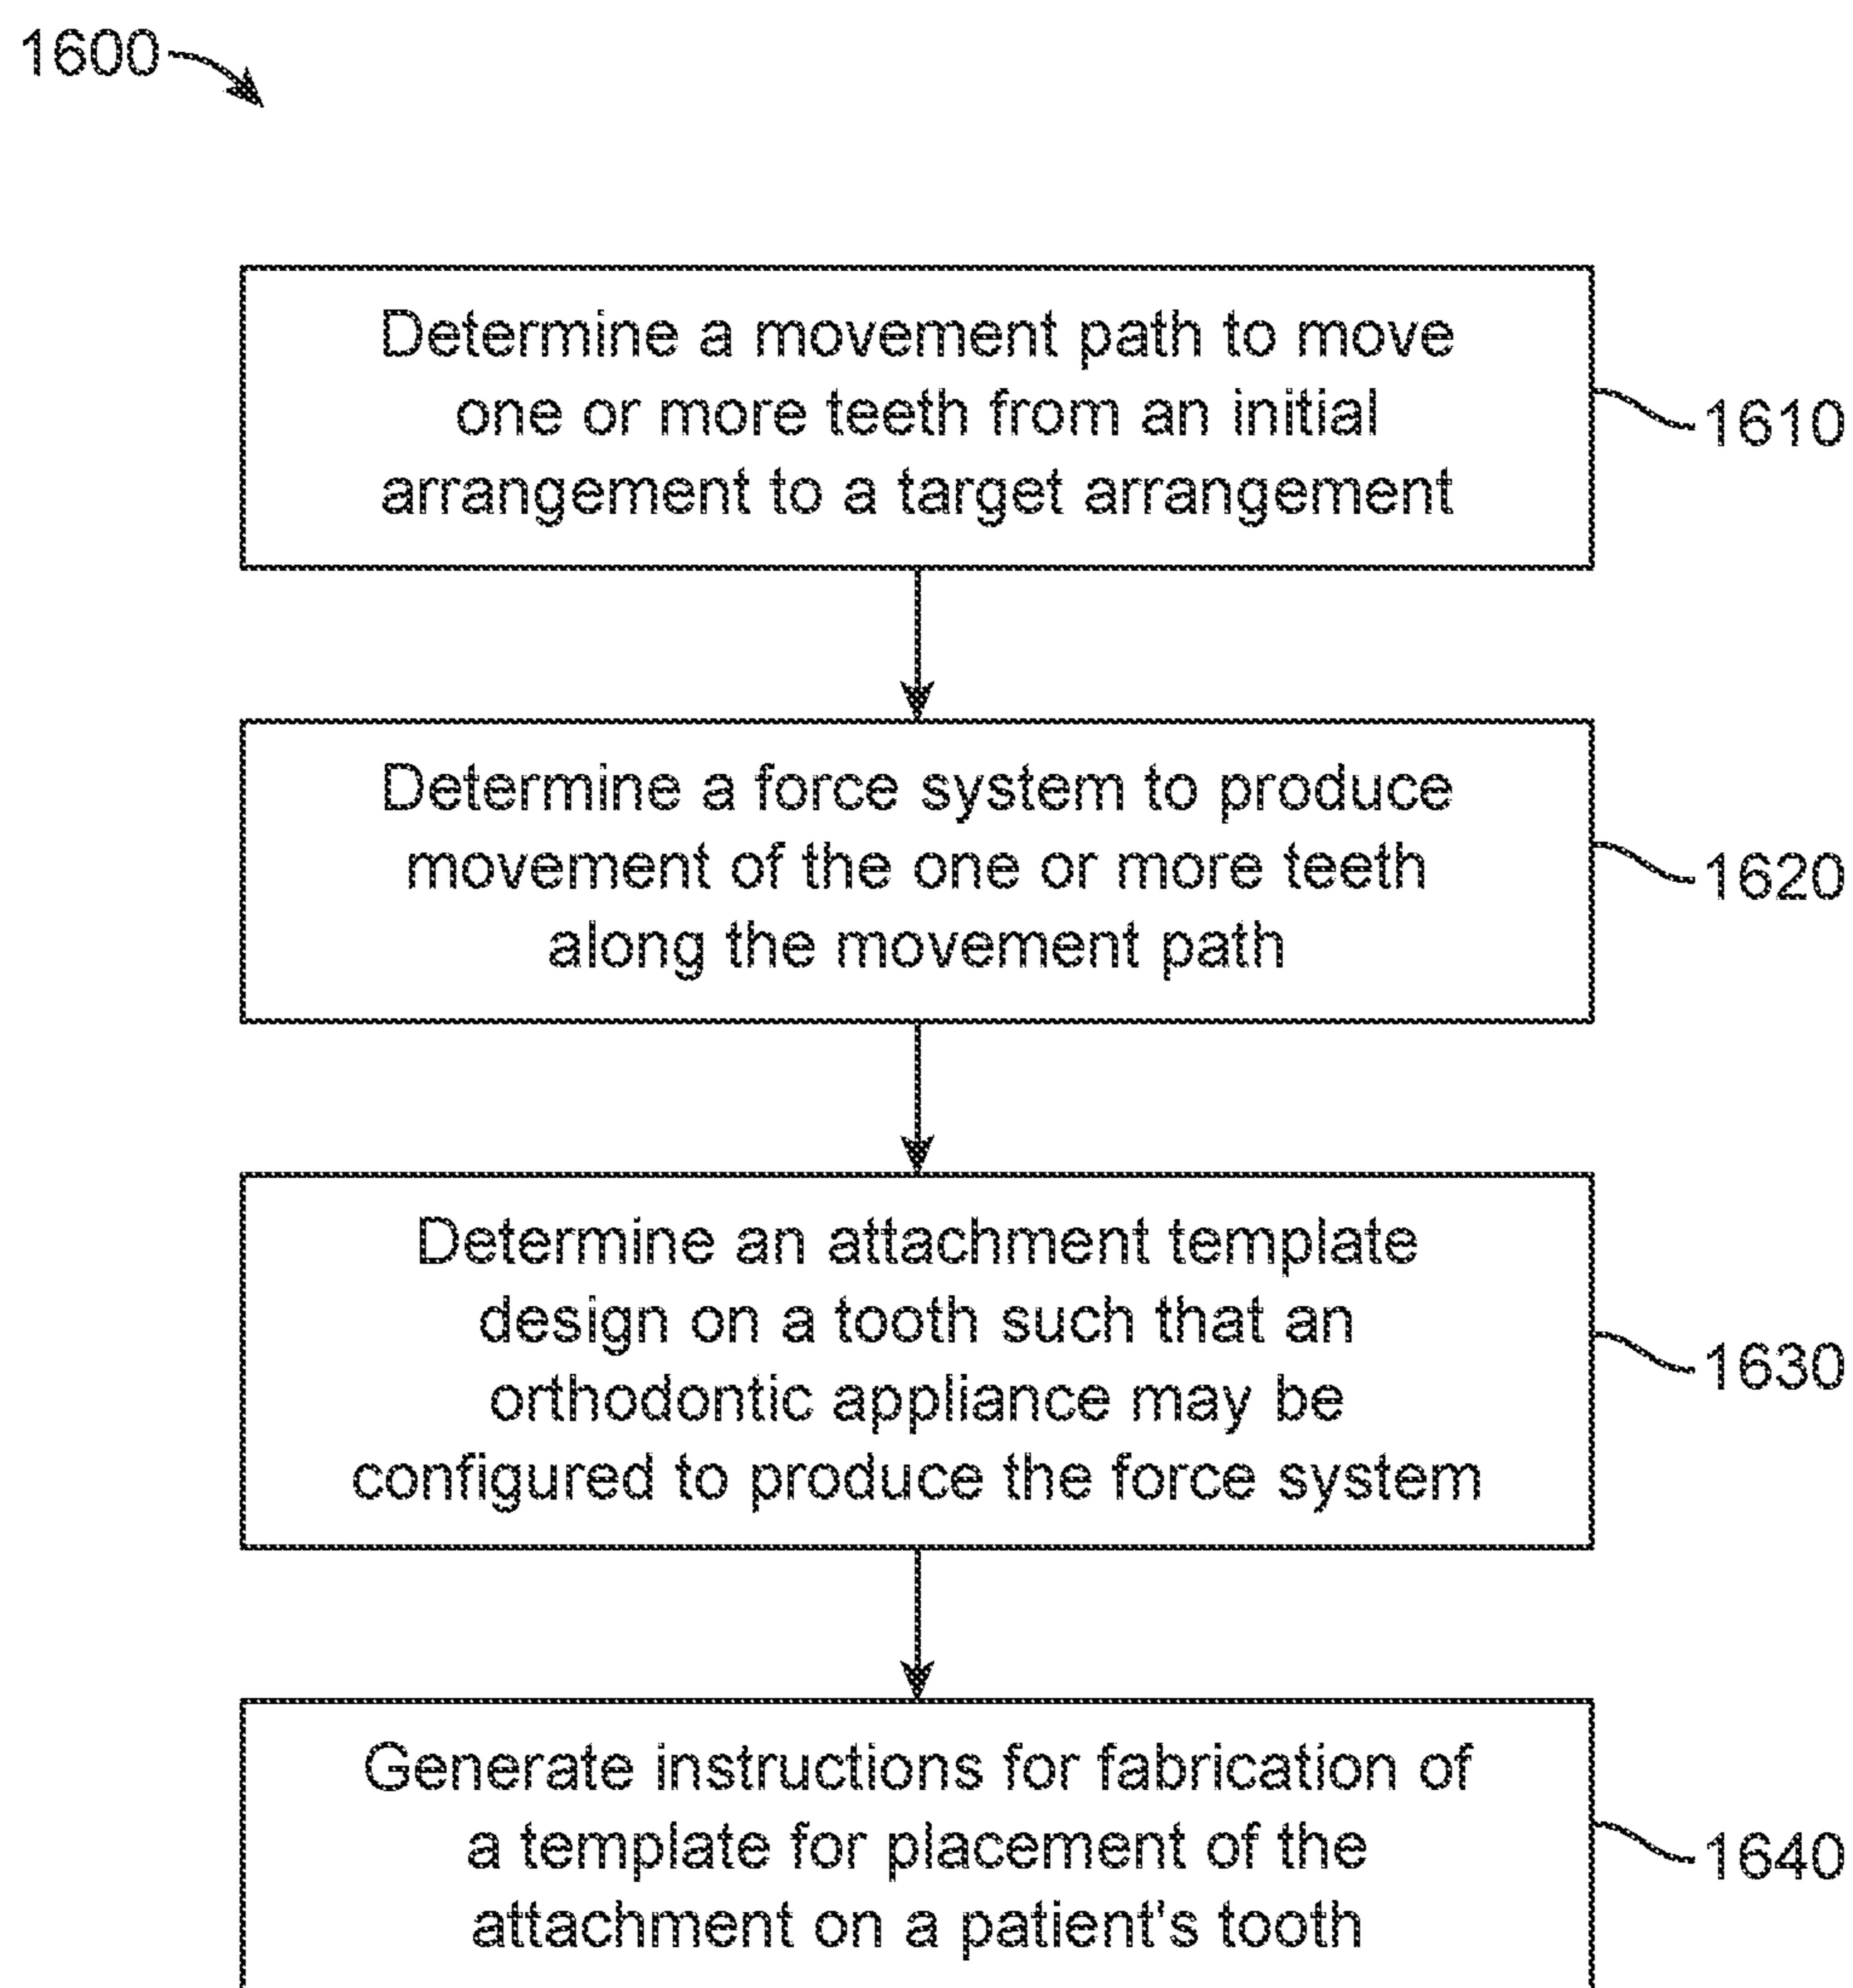 1600
Determine a movement path to move
one or more teeth from an initial
arrangement to a target arrangement
1610
Determine a force system to produce
movement of the one or more teeth
along the movement path
1620
Determine an attachment template
design on a tooth such that an
orthodontic appliance may be
configured to produce the force system
1630
Generate instructions for fabrication of
a template for placement of the
attachment on a patient's tooth
1640